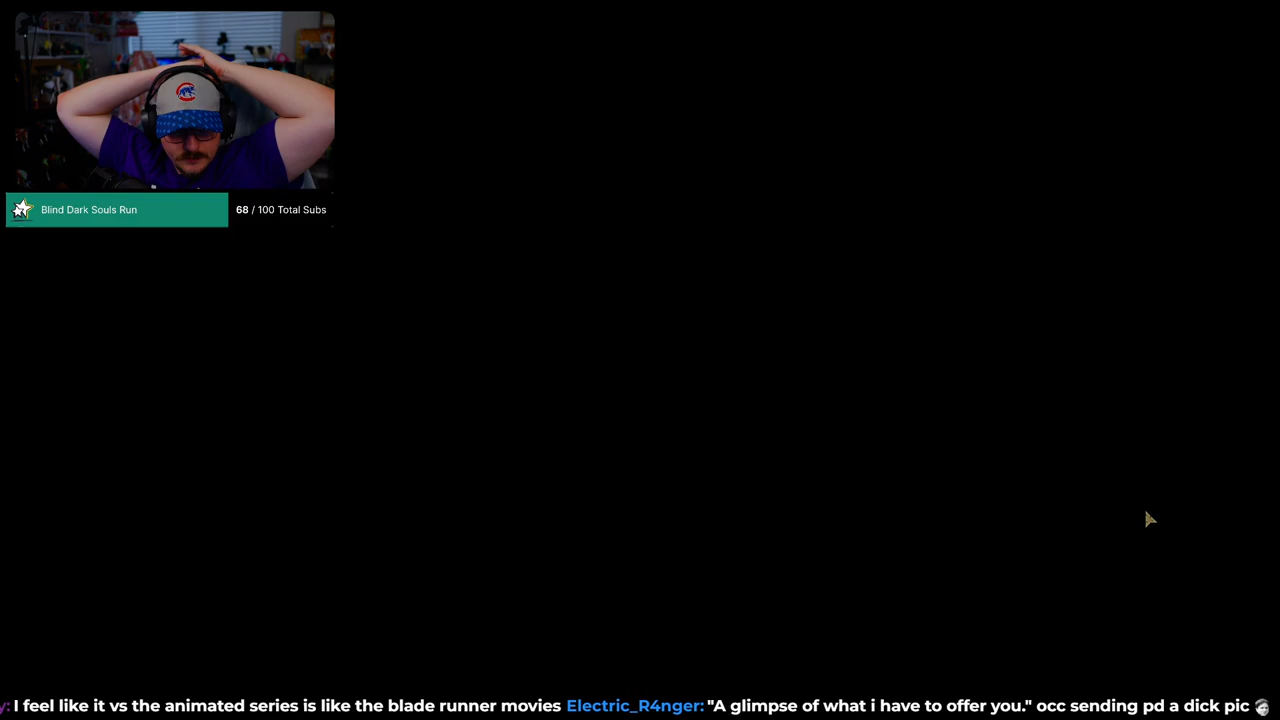 Blind Dark Souls Run
68 / 100 Total Subs
y: I feel like it vs the animated series is like the blade runner movies Electric_R4nger: "A glimpse of what i have to offer you." occ sending pd a dick pic